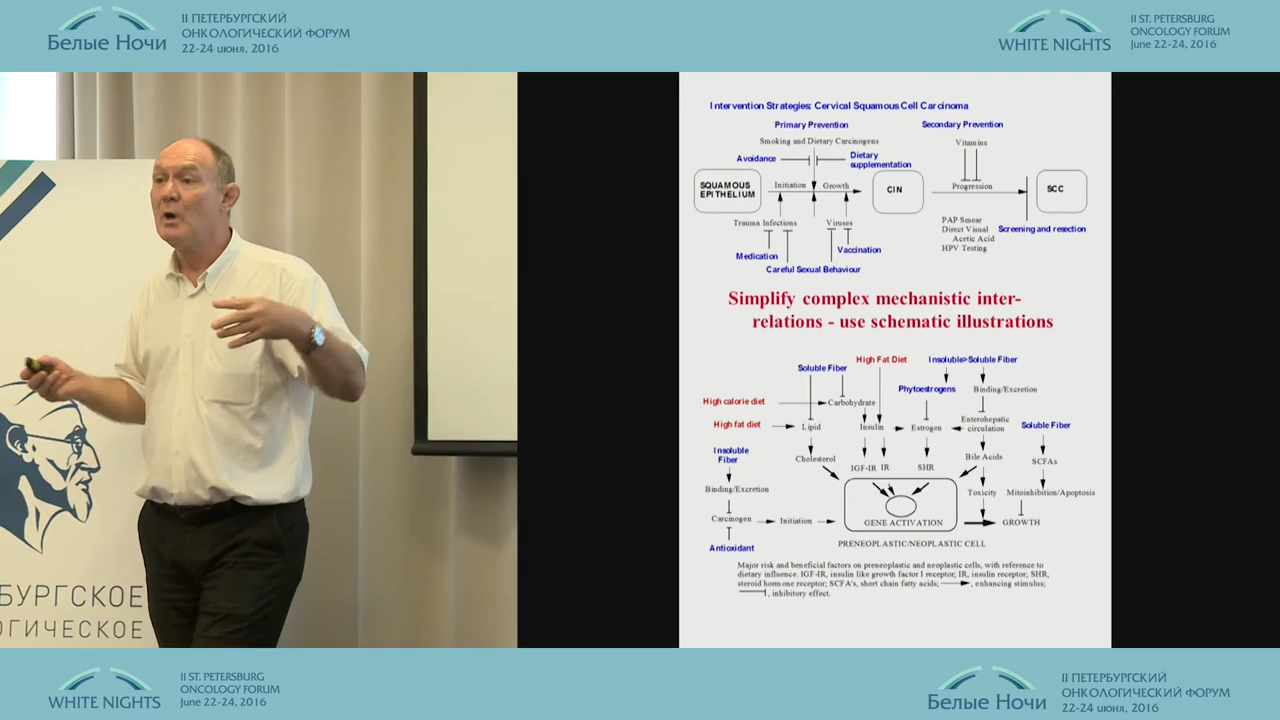 Белые Ночи
II ПЕТЕРБУРГСКИЙ
ОНКОЛОГИЧЕСКИЙ ФОРУМ
22-24 июня, 2016
WHITE NIGHTS
II ST. PETERSBURG
ONCOLOGY FORUM
June 22-24, 2016
БУРГСКОЕ
ОГИЧЕСКОЕ
Intervention Strategies: Cervical Squamous Cell Carcinoma
Primary Prevention
Secondary Prevention
Smoking and Dietary Carcinogens
Vitamins
Avoidance
Dietary
supplementation
SQUAMOUS
EPITHELIUM
Initiation
Growth
CIN
Progression
SCC
Trauma Infections
Viruses
PAP Smear
Direct Visual
Acetic Acid
HPV Testing
Screening and resection
Medication
Vaccination
Careful Sexual Behaviour
Simplify complex mechanistic inter-
relations - use schematic illustrations
Soluble Fiber
High Fat Diet
Insoluble>Soluble Fiber
Phytoestrogens
Binding/Excretion
High calorie diet
Carbohydrate
High fat diet
Lipid
Insulin
Estrogen
Enterohepatic
circulation
Soluble Fiber
Insoluble
Fiber
Cholesterol
IGF-IR IR
SHR
Bile Acids
SCFAs
Binding/Excretion
Toxicity
Mitoinhibition/Apoptosis
Carcinogen
Initiation
GENE ACTIVATION
GROWTH
Antioxidant
PRENEOPLASTIC/NEOPLASTIC CELL
Major risk and beneficial factors on preneoplastic and neoplastic cells, with reference to
dietary influence. IGF-IR, insulin like growth factor I receptor; IR, insulin receptor; SHR,
steroid hormone receptor; SCFA's, short chain fatty acids; , enhancing stimulus;
, inhibitory effect.
WHITE NIGHTS
II ST. PETERSBURG
ONCOLOGY FORUM
June 22-24, 2016
Белые Ночи
II ПЕТЕРБУРГСКИЙ
ОНКОЛОГИЧЕСКИЙ ФОРУМ
22-24 июня, 2016